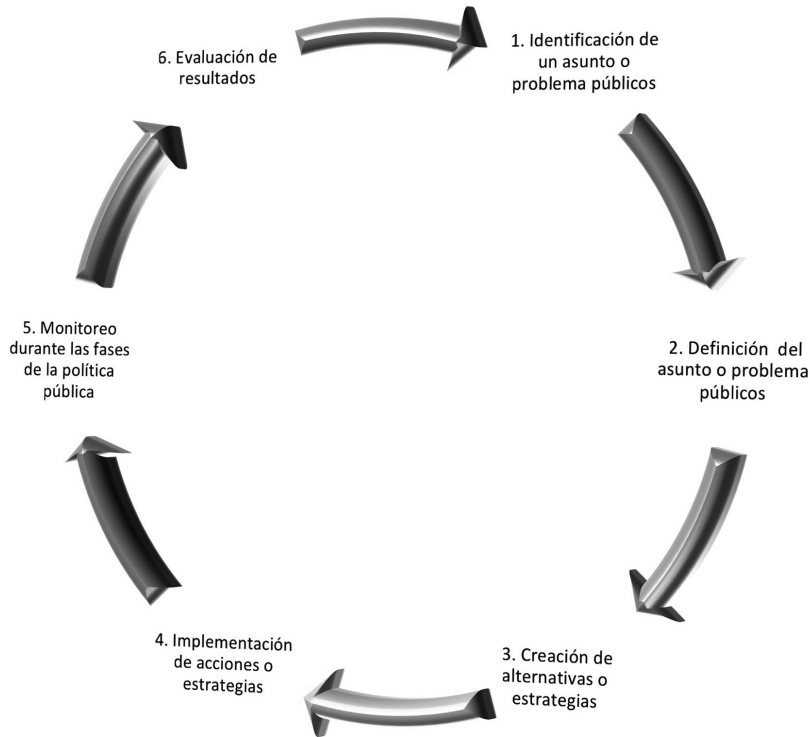 1. Identificación de
un asunto o
problema públicos
2. Definición del
asunto o problema
públicos
3. Creación de
alternativas o
estrategias
4. Implementación
de acciones o
estrategias
5. Monitoreo
durante las fases
de la política
pública
6. Evaluación de
resultados